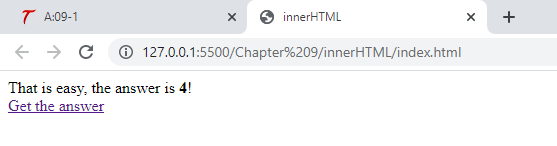 A:09-1
innerHTML
127.0.0.1:5500/Chapter%209/innerHTML/index.html
That is easy, the answer is 4!
Get the answer